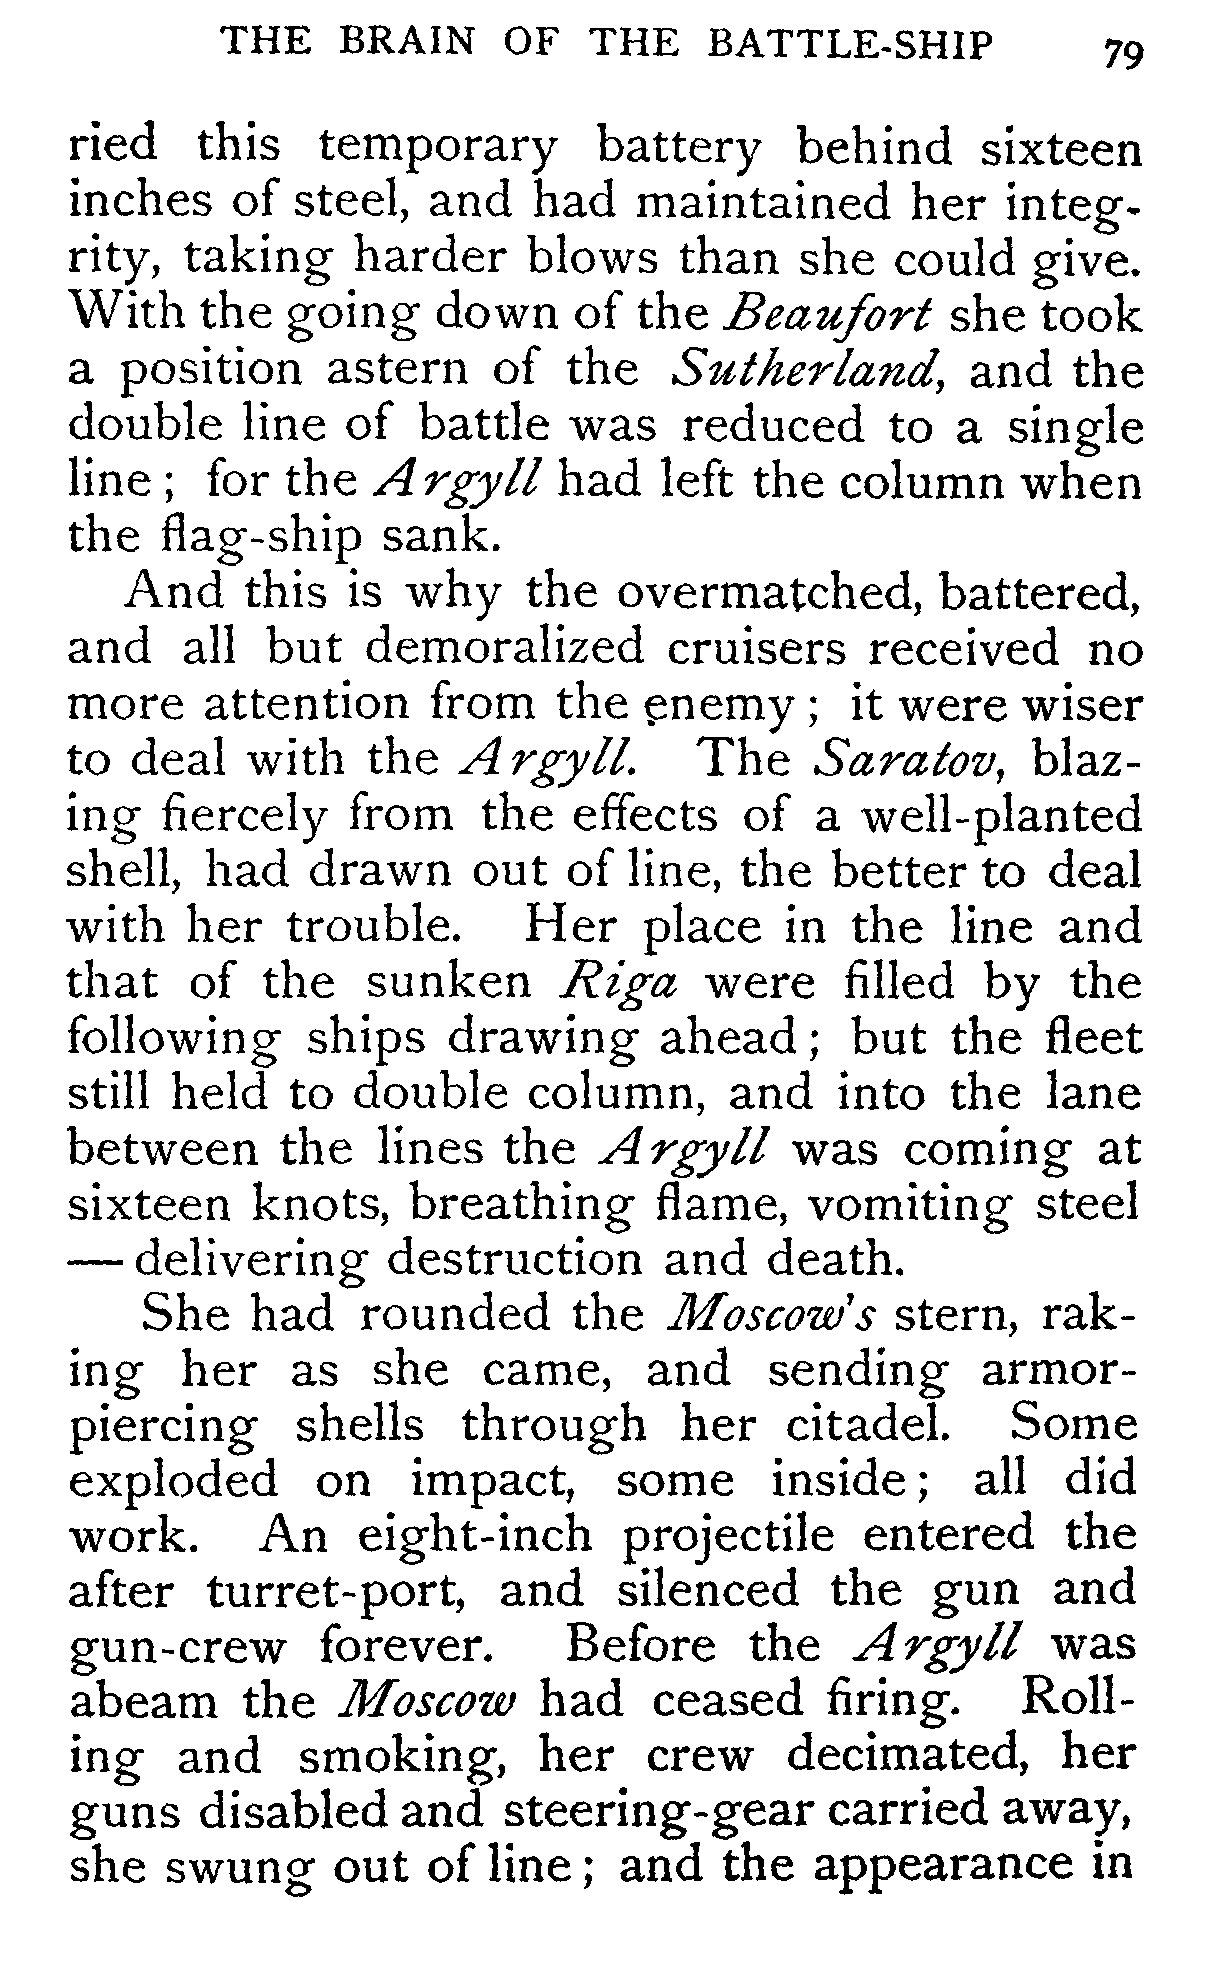 THE BRAIN OF THE BATTLE-SHIP 79
ried this temporary battery behind sixteen
inches of steel, and had maintained her integ-
rity, taking harder blows than she could give.
With the going down of the Beaufort she took
a position astern of the Sutherland, and the
double line of battle was reduced to a single
line ; for the Argyll had left the column when
the flag-ship sank.
And this is why the overmatched, battered,
and all but demoralized cruisers received no
more attention from the enemy ; it were wiser
to deal with the Argyll. The Saratov, blaz-
ing fiercely from the effects of a well-planted
shell, had drawn out of line, the better to deal
with her trouble. Her place in the line and
that of the sunken Riga were filled by the
following ships drawing ahead ; but the fleet
still held to double column, and into the lane
between the lines the Argyll was coming at
sixteen knots, breathing flame, vomiting steel
— delivering destruction and death.
She had rounded the Moscow's stern, rak-
ing her as she came, and sending armor-
piercing shells through her citadel. Some
exploded on impact, some inside ; all did
work. An eight-inch projectile entered the
after turret-port, and silenced the gun and
gun-crew forever. Before the Argyll was
abeam the Moscow had ceased firing. Roll-
ing and smoking, her crew decimated, her
guns disabled and steering-gear carried away,
she swung out of line ; and the appearance in